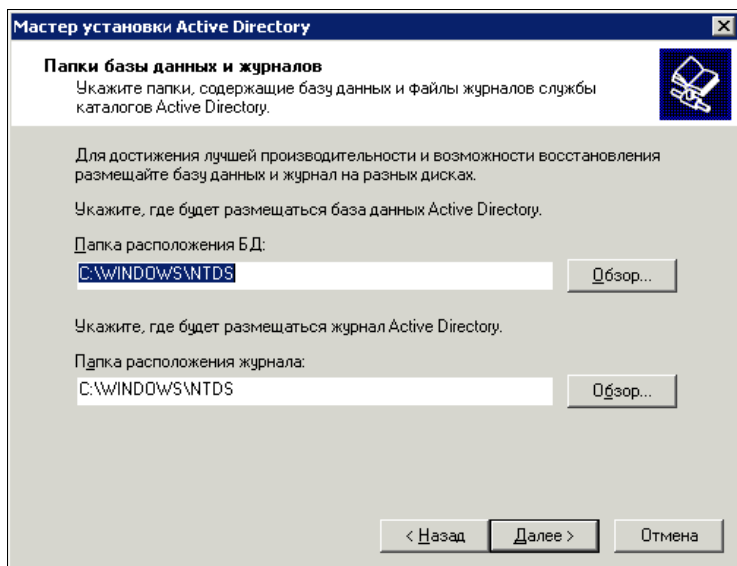 Мастер установки Active Directory
Папки базы данных и журналов
Укажите папки, содержащие базу данных и файлы журналов службы
каталогов Active Directory.
Для достижения лучшей производительности и возможности восстановления
размещайте базу данных и журнал на разных дисках.
Укажите, где будет размещаться база данных Active Directory.
Папка расположения БД:
C:\WINDOWS\NTDS
Обзор...
Укажите, где будет размещаться журнал Active Directory.
Папка расположения журнала:
C:\WINDOWS\NTDS
Обзор...
< Назад
Далее >
Отмена